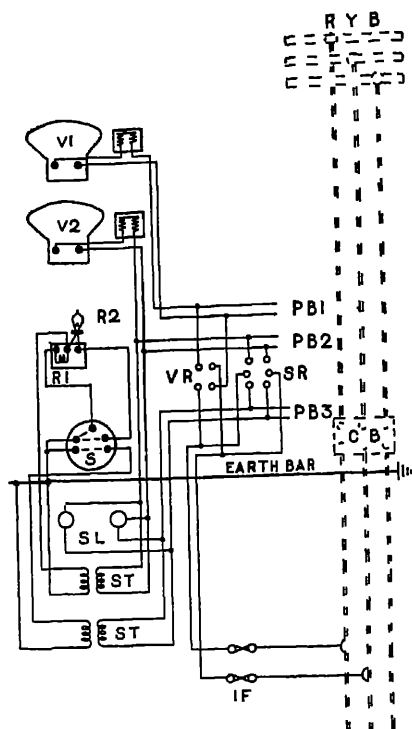 R Y B
V1
V2
R2
R1
PB1
PB2
VR
SR
PB3
S
C B
EARTH BAR
SL
ST
ST
IF